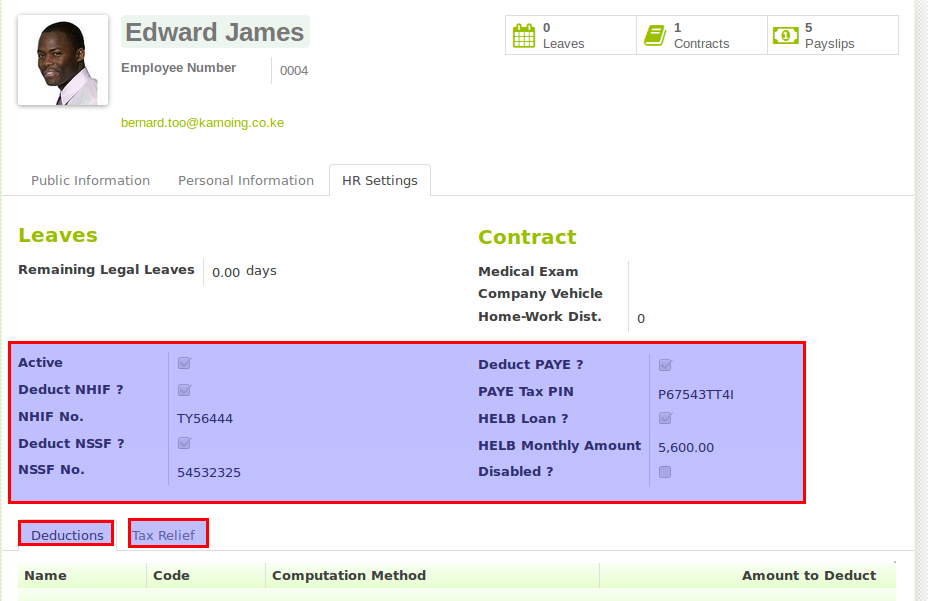 Edward James
0
Leaves
1
Contracts
5
Payslips
Employee Number 0004
bernard.too@kamoing.co.ke
Public Information Personal Information HR Settings
Leaves
Remaining Legal Leaves 0.00 days
Contract
Medical Exam
Company Vehicle
Home-Work Dist. 0
Active
Deduct NHIF ?
NHIF No. TY56444
Deduct NSSF ?
NSSF No. 54532325
Deduct PAYE ?
PAYE Tax PIN P67543TT4I
HELB Loan ?
HELB Monthly Amount 5,600.00
Disabled ?
Deductions Tax Relief
Name Code Computation Method Amount to Deduct